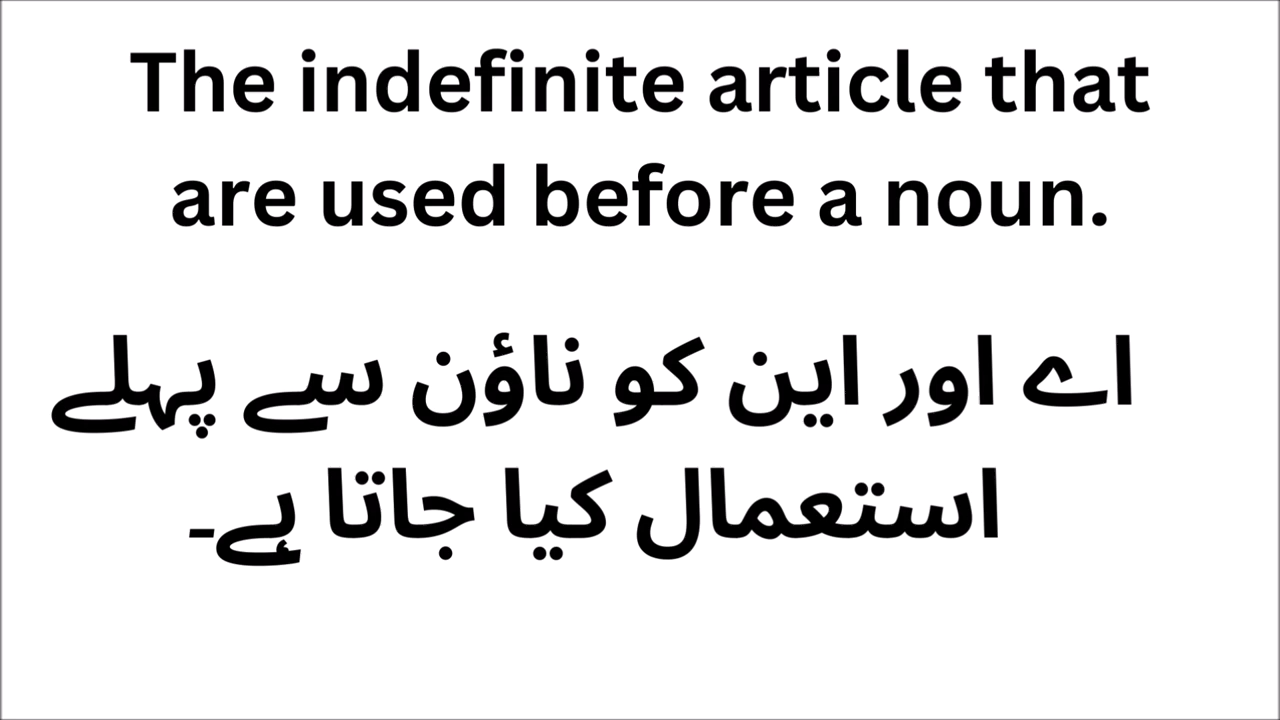 The indefinite article that
are used before a noun.
اے اور این کو ناؤن سے پہلے
استعمال کیا جاتا ہے۔